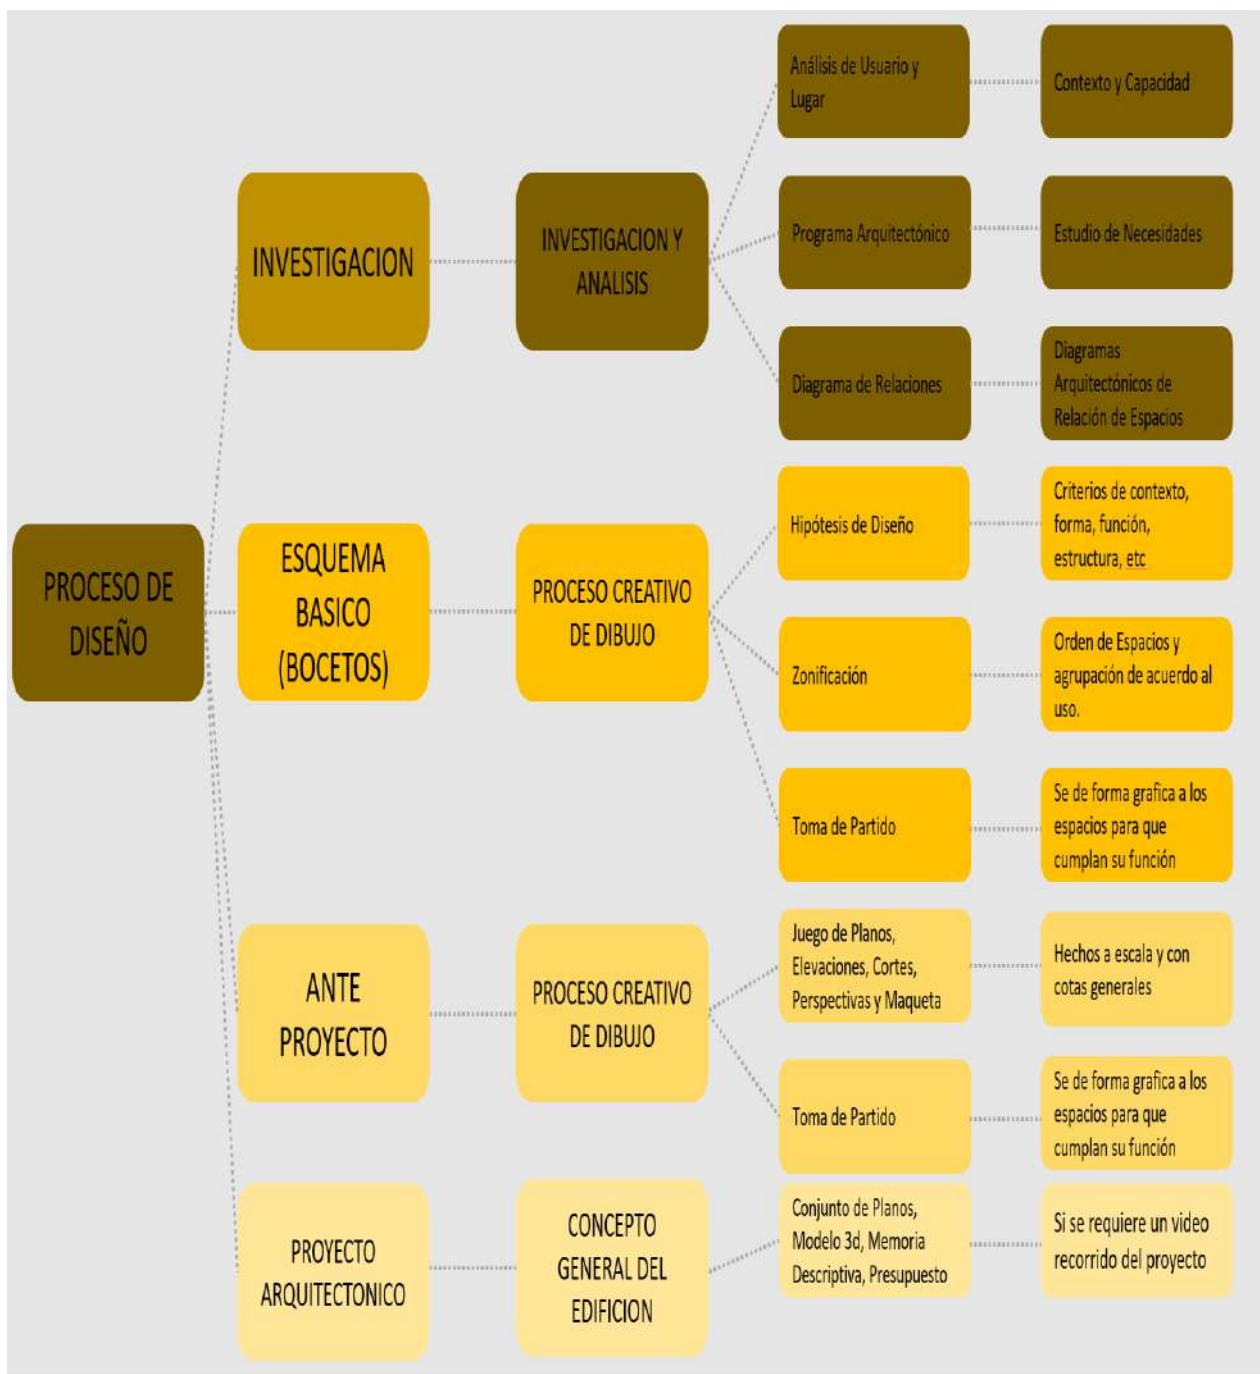 PROCESO DE
DISEÑO
INVESTIGACION
INVESTIGACION Y
ANALISIS
Análisis de Usuario y
Lugar
Contexto y Capacidad
Programa Arquitectónico
Estudio de Necesidades
Diagrama de Relaciones
Diagramas
Arquitectónicos de
Relación de Espacios
ESQUEMA
BASICO
(BOCETOS)
PROCESO CREATIVO
DE DIBUJO
Hipótesis de Diseño
Criterios de contexto,
forma, función,
estructura, etc
Zonificación
Orden de Espacios y
agrupación de acuerdo al
uso.
Toma de Partido
Se de forma grafica a los
espacios para que
cumplan su función
ANTE
PROYECTO
PROCESO CREATIVO
DE DIBUJO
Juego de Planos,
Elevaciones, Cortes,
Perspectivas y Maqueta
Hechos a escala y con
cotas generales
Toma de Partido
Se de forma grafica a los
espacios para que
cumplan su función
PROYECTO
ARQUITECTONICO
CONCEPTO
GENERAL DEL
EDIFICION
Conjunto de Planos,
Modelo 3d, Memoria
Descriptiva, Presupuesto
Si se requiere un video
recorrido del proyecto